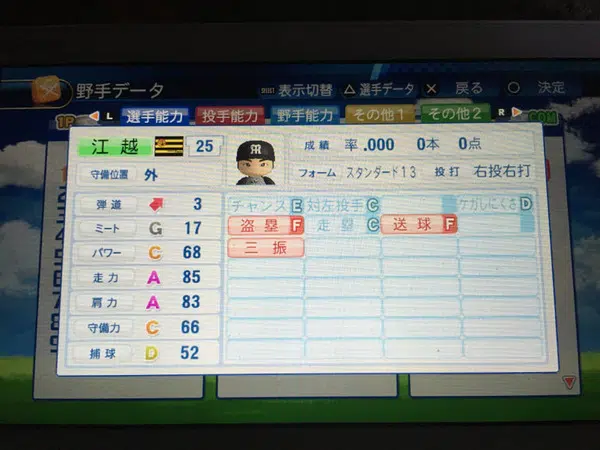 野手データ
SELECT 表示切替 △ 選手データ × 戻る ○ 決定
1P L 選手能力 投手能力 野手能力 その他1 その他2 R COM
江越 25
守備位置 外
成績 率 .000 0本 0点
フォーム スタンダード13 投打 右投右打
弾道 3
ミート G 17
パワー C 68
走力 A 85
肩力 A 83
守備力 C 66
捕球 D 52
チャンス E 対左投手 C ケガしにくさ D
盗塁 F 走塁 C 送球 F
三振